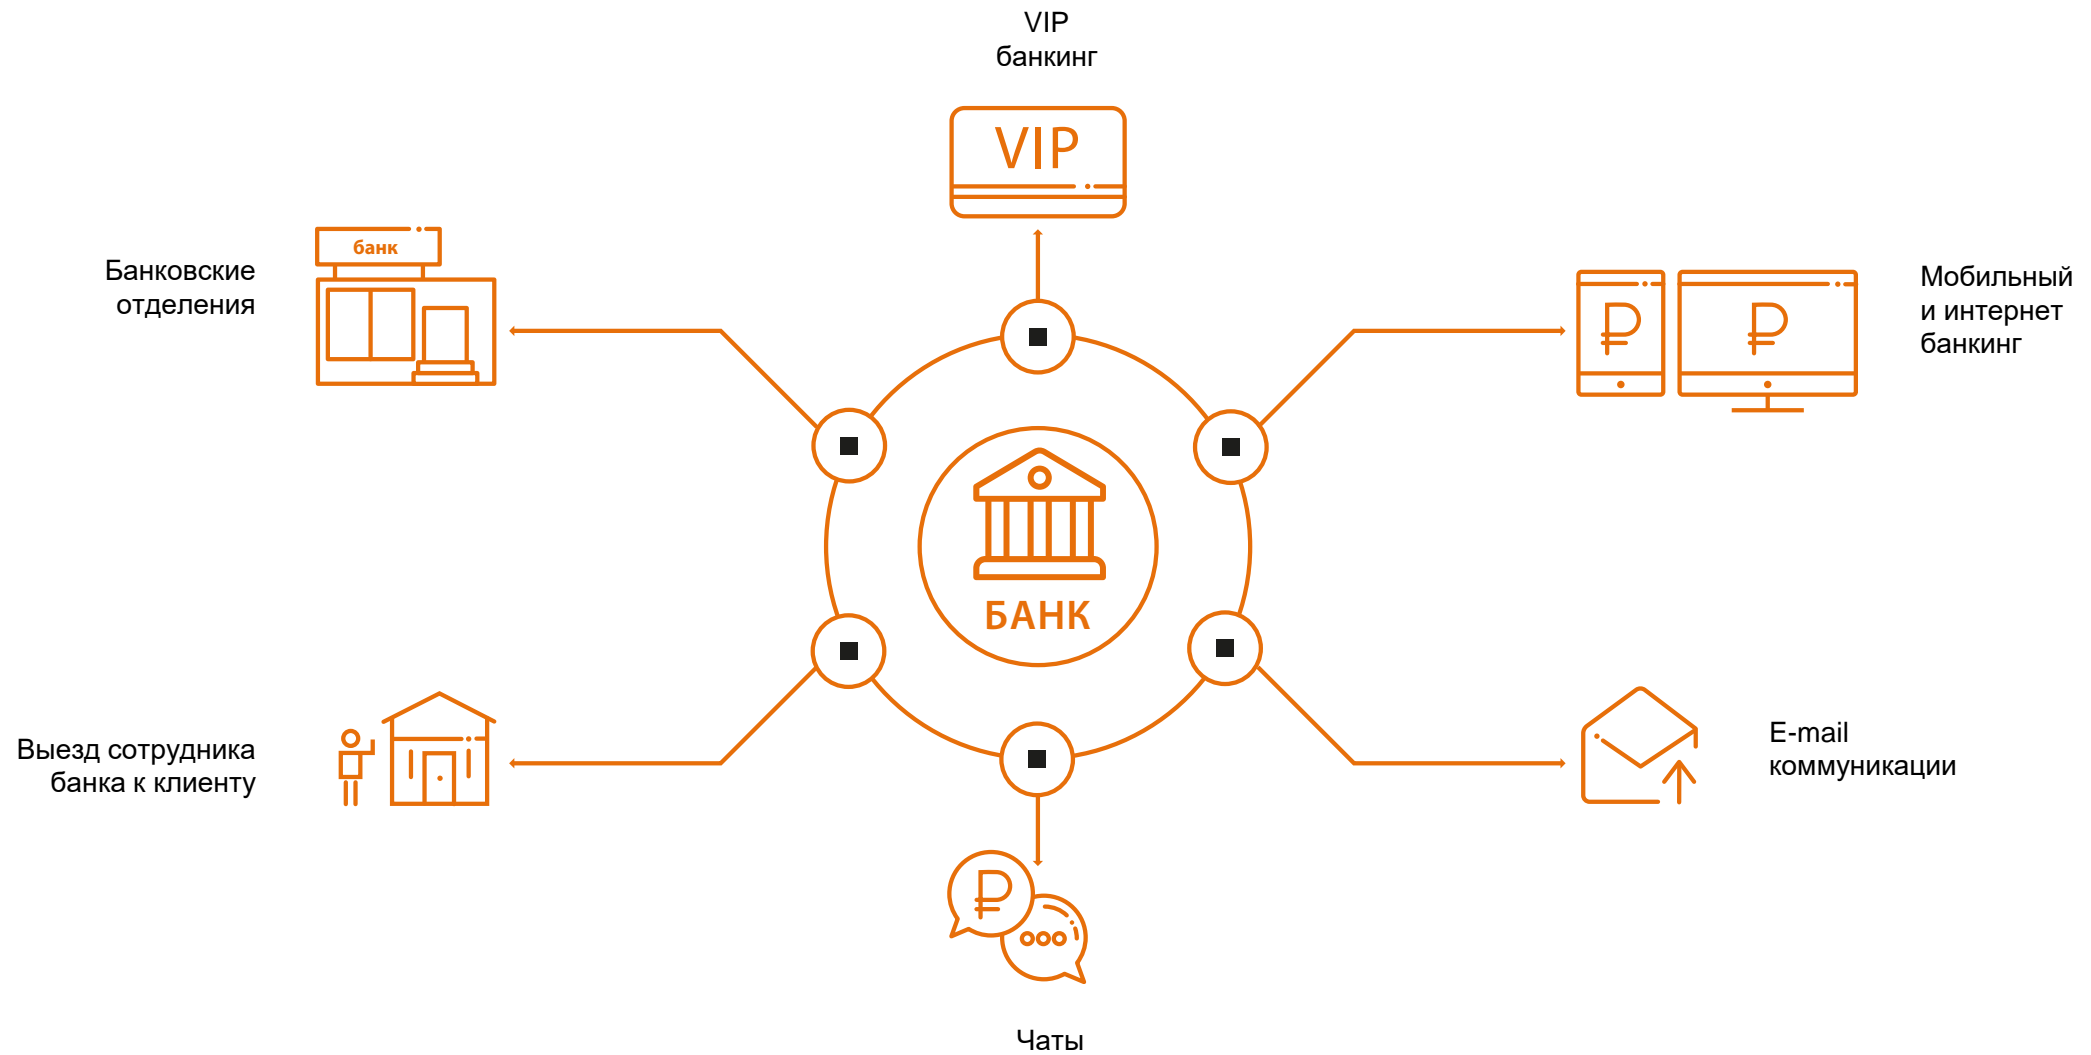 VIP
банкинг
VIP
банк
Банковские
отделения
Мобильный
и интернет
банкинг
БАНК
Выезд сотрудника
банка к клиенту
E-mail
коммуникации
Чаты